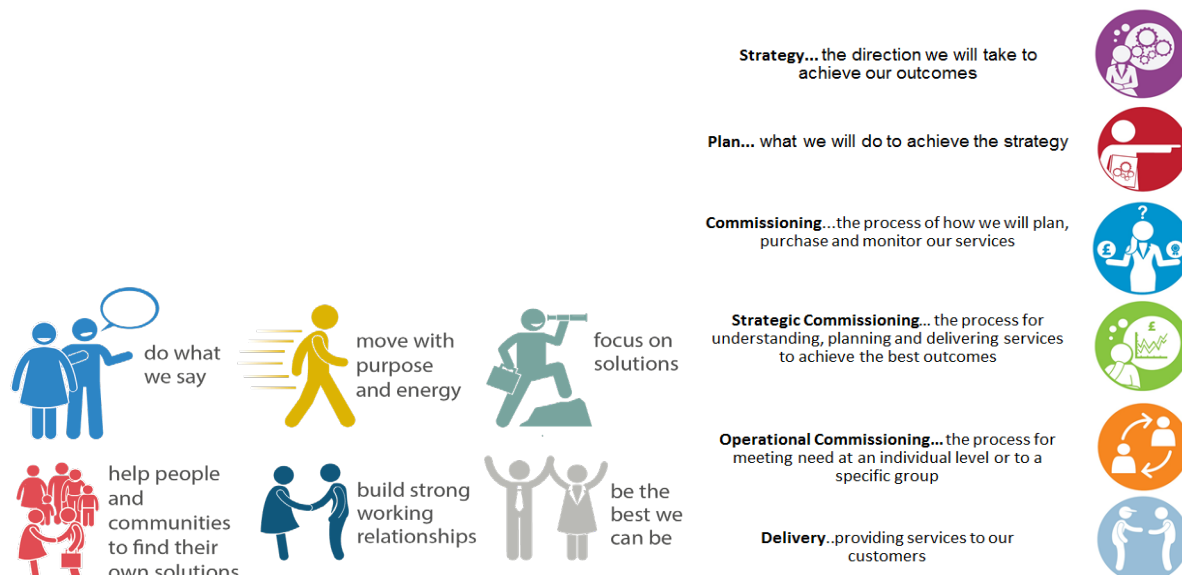 Strategy... the direction we will take to
achieve our outcomes
Plan... what we will do to achieve the strategy
Commissioning...the process of how we will plan,
purchase and monitor our services
Strategic Commissioning... the process for
understanding, planning and delivering services
to achieve the best outcomes
Operational Commissioning... the process for
meeting need at an individual level or to a
specific group
Delivery..providing services to our
customers
?
£
£
do what
we say
move with
purpose
and energy
focus on
solutions
help people
and
communities
to find their
own solutions
build strong
working
relationships
be the
best we
can be